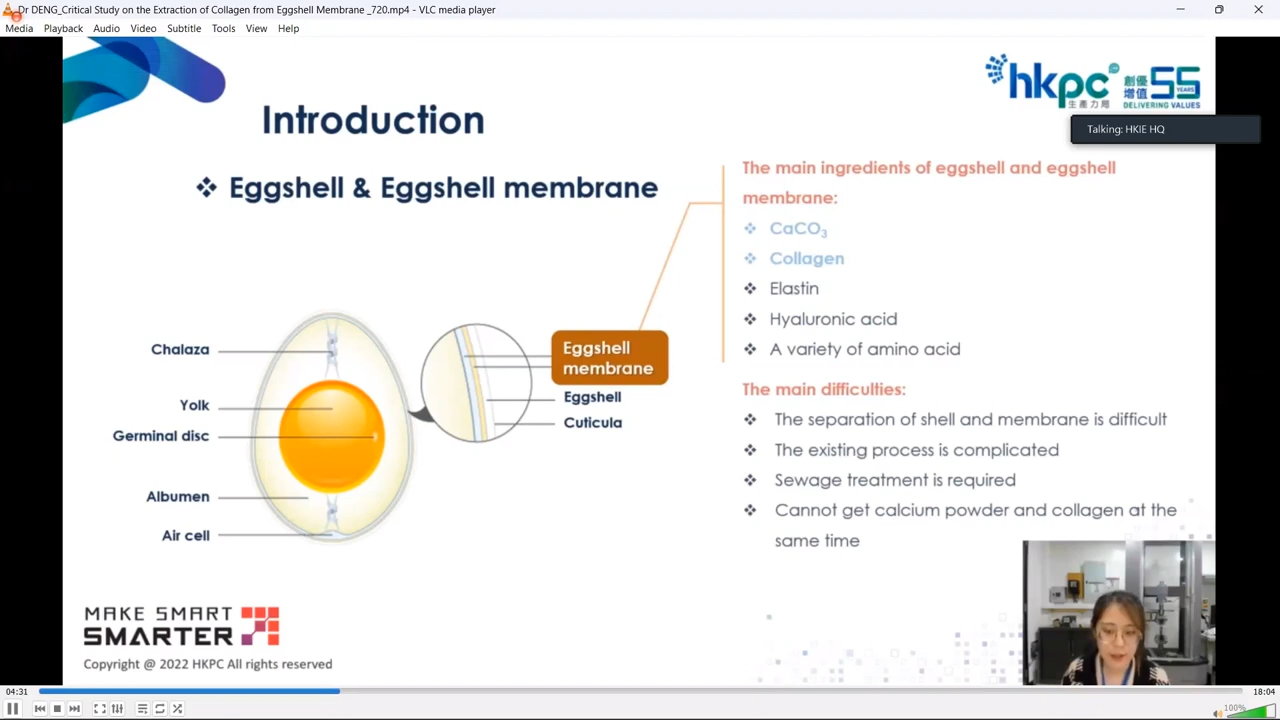 Dr DENG_Critical Study on the Extraction of Collagen from Eggshell Membrane _720.mp4 - VLC media player
Media Playback Audio Video Subtitle Tools View Help
hkpc
生產力局
創優
增值
55
YEARS
DELIVERING VALUES
Talking: HKIE HQ
Introduction
❖ Eggshell & Eggshell membrane
Chalaza
Yolk
Germinal disc
Albumen
Air cell
Eggshell
membrane
Eggshell
Cuticula
The main ingredients of eggshell and eggshell
membrane:
❖ CaCO₃
❖ Collagen
❖ Elastin
❖ Hyaluronic acid
❖ A variety of amino acid
The main difficulties:
❖ The separation of shell and membrane is difficult
❖ The existing process is complicated
❖ Sewage treatment is required
❖ Cannot get calcium powder and collagen at the
same time
MAKE SMART
SMARTER
Copyright @ 2022 HKPC All rights reserved
04:31
18:04
100%